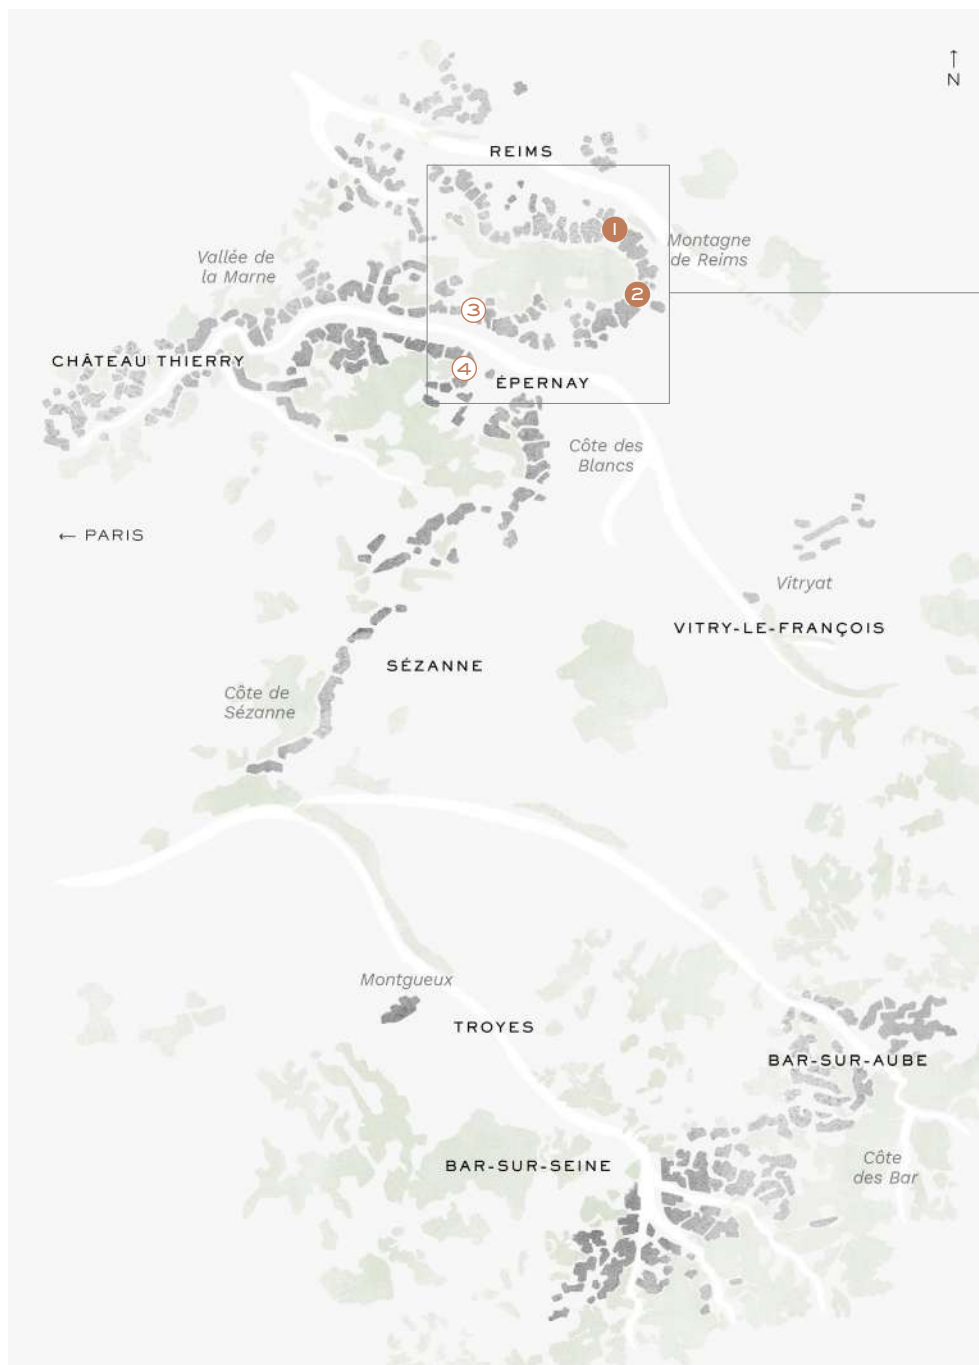 ↑
N
REIMS
1
Montagne
de Reims
Vallée de
la Marne
2
3
CHÂTEAU THIERRY
4
ÉPERNAY
Côte des
Blancs
← PARIS
Vitryat
VITRY-LE-FRANÇOIS
SÉZANNE
Côte de
Sézanne
Montgueux
TROYES
BAR-SUR-AUBE
BAR-SUR-SEINE
Côte
des Bar